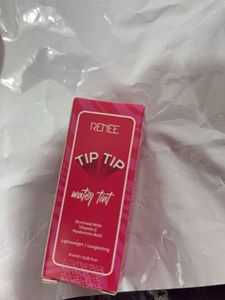 RENEE
TIP TIP
water tint
Enriched With
Vitamin C
Hyaluronic Acid
Lightweight | Longlasting